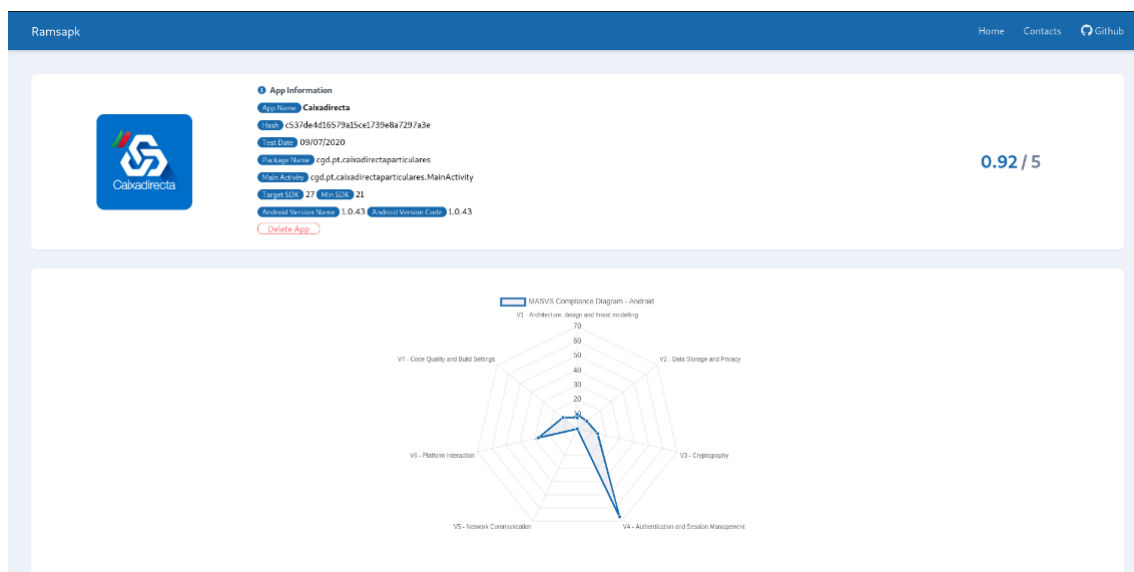 Ramsapk
Home Contacts Github
App Information
App Name Caixadirecta
Hash c537de4d16579a15ce1739e8a7297a3e
Test Date 09/07/2020
Package Name cgd.pt.caixadirectaparticulares
Main Activity cgd.pt.caixadirectaparticulares.MainActivity
Target SDK 27 Min SDK 21
Android Version Name 1.0.43 Android Version Code 1.0.43
Delete App
Caixadirecta
0.92 / 5
MASVS Compliance Diagram - Android
V1 - Architecture, design and threat modelling
70
60
50
40
30
20
10
V7 - Code Quality and Build Settings
V2 - Data Storage and Privacy
V6 - Platform Interaction
V3 - Cryptography
V5 - Network Communication
V4 - Authentication and Session Management